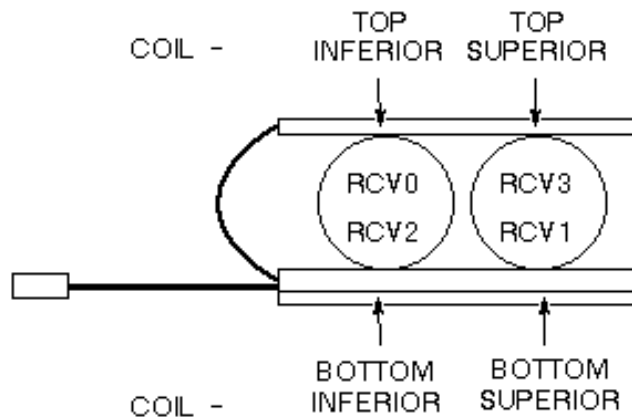 COIL - TOP INFERIOR TOP SUPERIOR
RCV0 RCV3
RCV2 RCV1
COIL - BOTTOM INFERIOR BOTTOM SUPERIOR